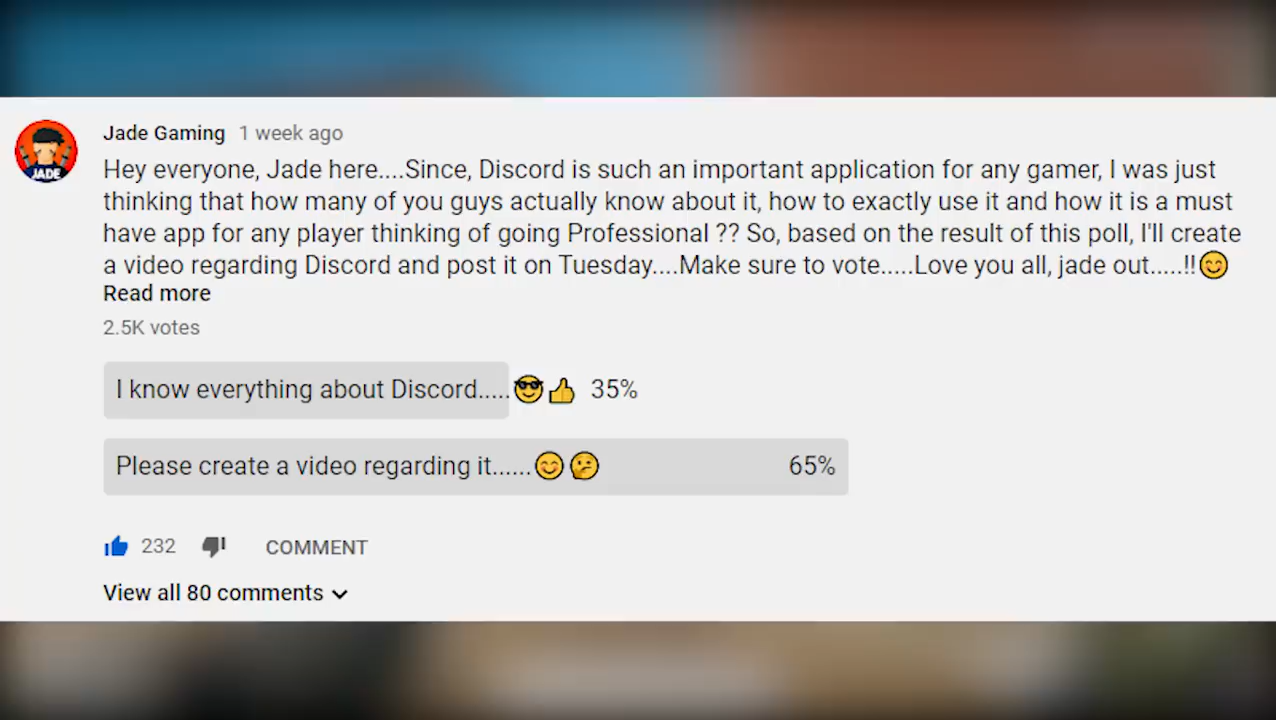 Jade Gaming 1 week ago
Hey everyone, Jade here....Since, Discord is such an important application for any gamer, I was just
thinking that how many of you guys actually know about it, how to exactly use it and how it is a must
have app for any player thinking of going Professional ?? So, based on the result of this poll, I'll create
a video regarding Discord and post it on Tuesday....Make sure to vote.....Love you all, jade out.....!!😊
Read more
2.5K votes
I know everything about Discord.....😎👍 35%
Please create a video regarding it......😊🤔 65%
232 COMMENT
View all 80 comments
JADE